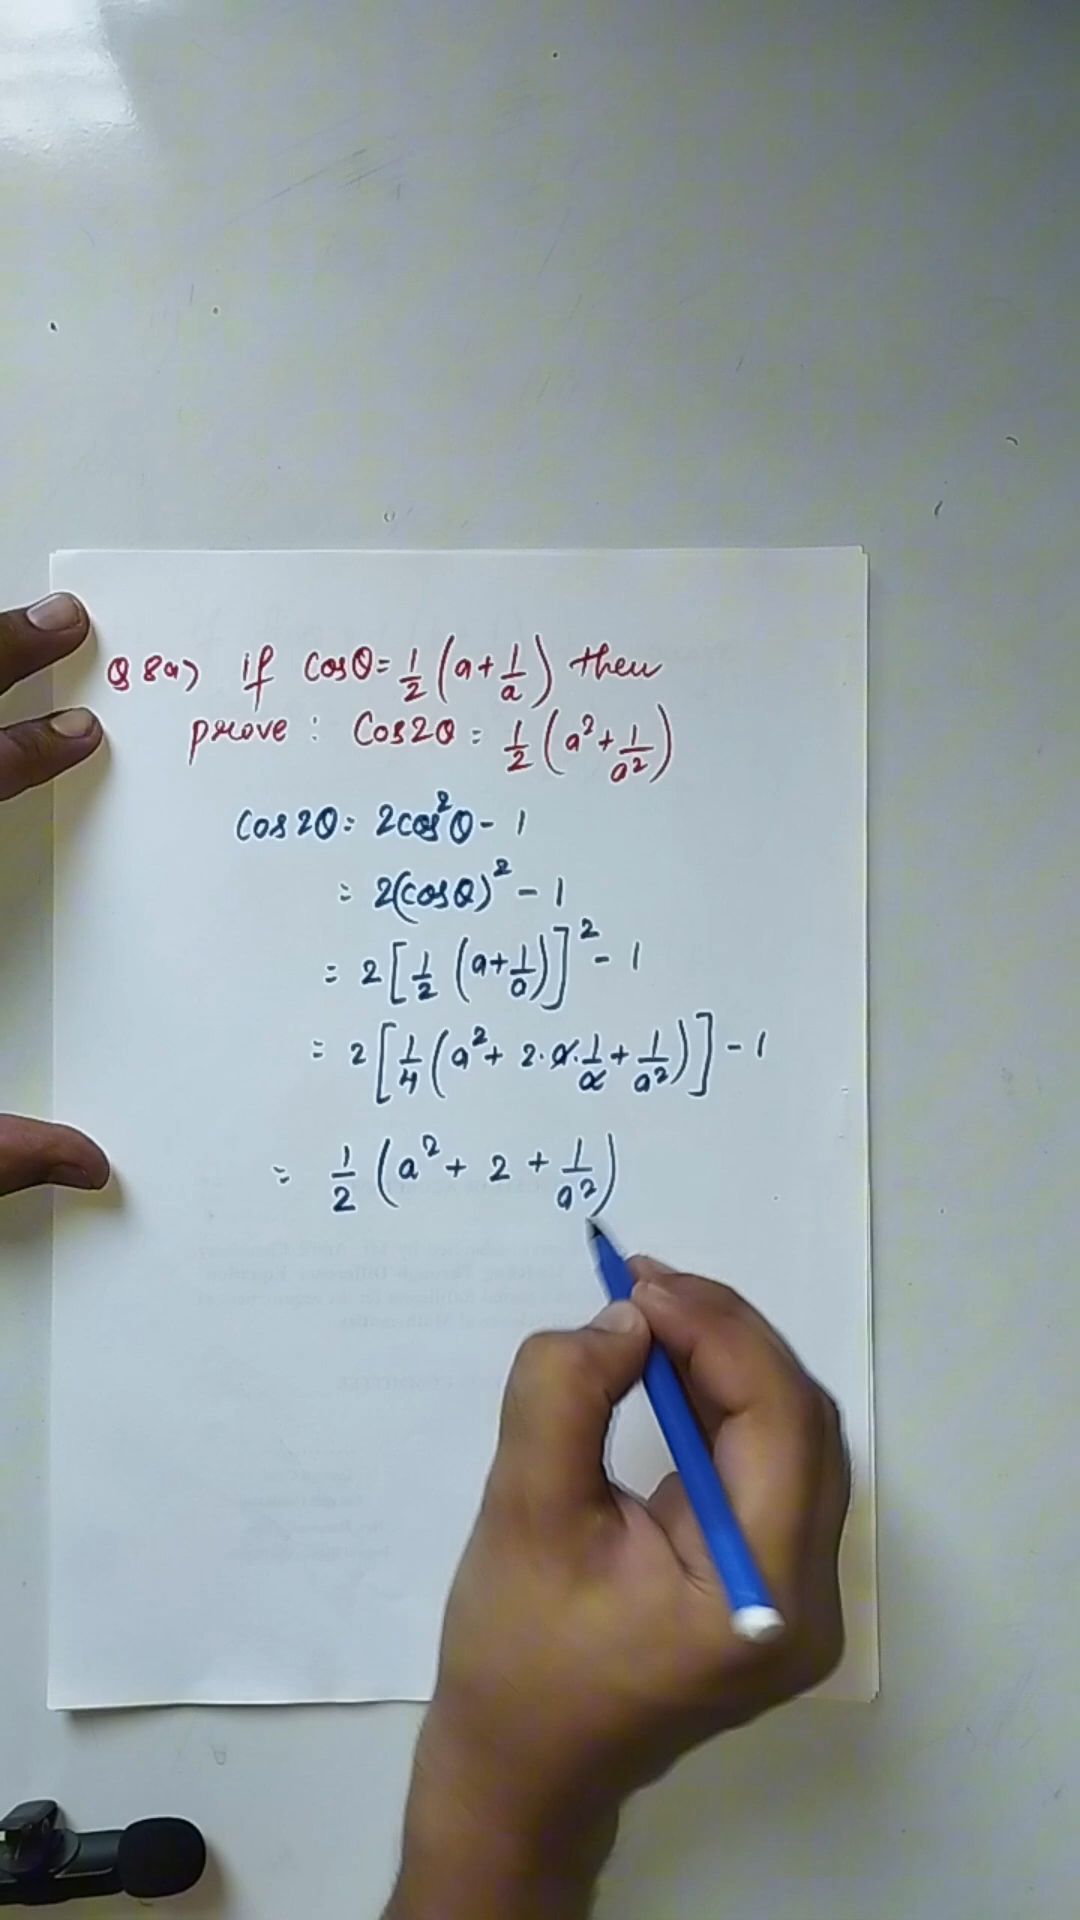 Q 8a) if cosθ = 1/2 (a + 1/a) then
prove : Cos2θ = 1/2 (a² + 1/a²)
Cos2θ = 2cos²θ - 1
= 2(cosθ)² - 1
= 2[1/2 (a + 1/a)]² - 1
= 2[1/4 (a² + 2·a·1/a + 1/a²)] - 1
= 1/2 (a² + 2 + 1/a²)